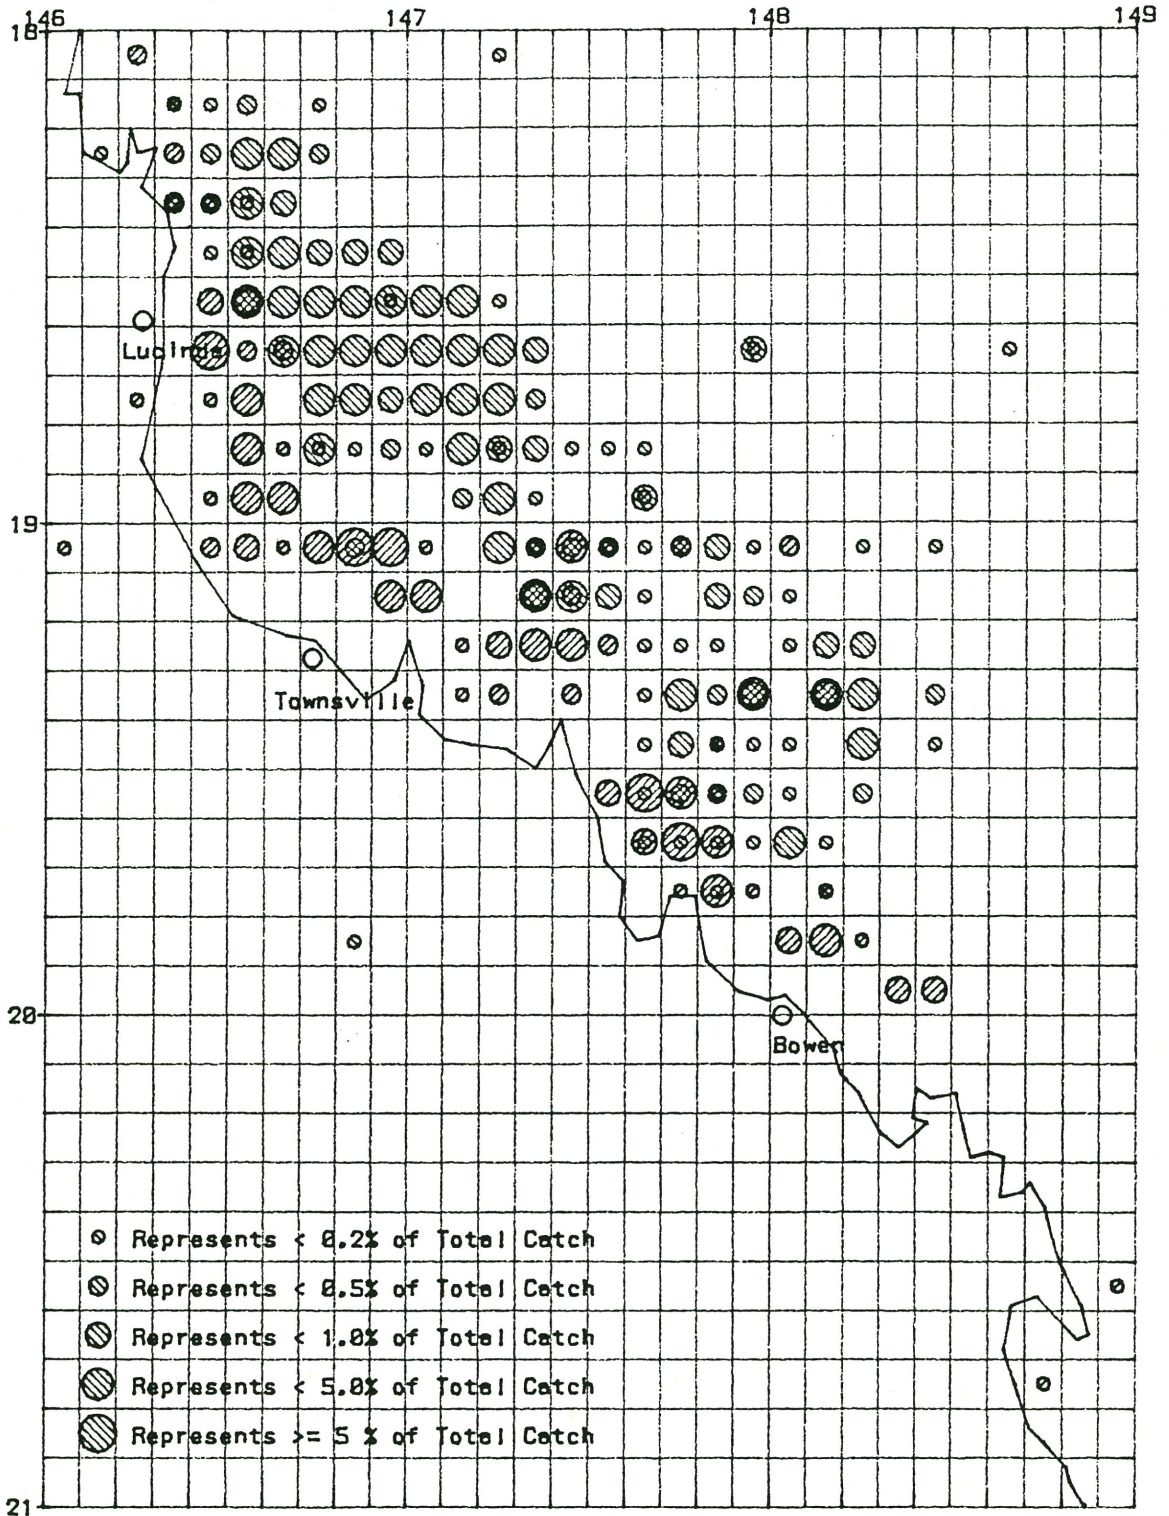 146 147 148 149
18
Lucinda
19
Townsville
20
Bowen
Represents < 0.2% of Total Catch
Represents < 0.5% of Total Catch
Represents < 1.0% of Total Catch
Represents < 5.0% of Total Catch
Represents >= 5 % of Total Catch
21